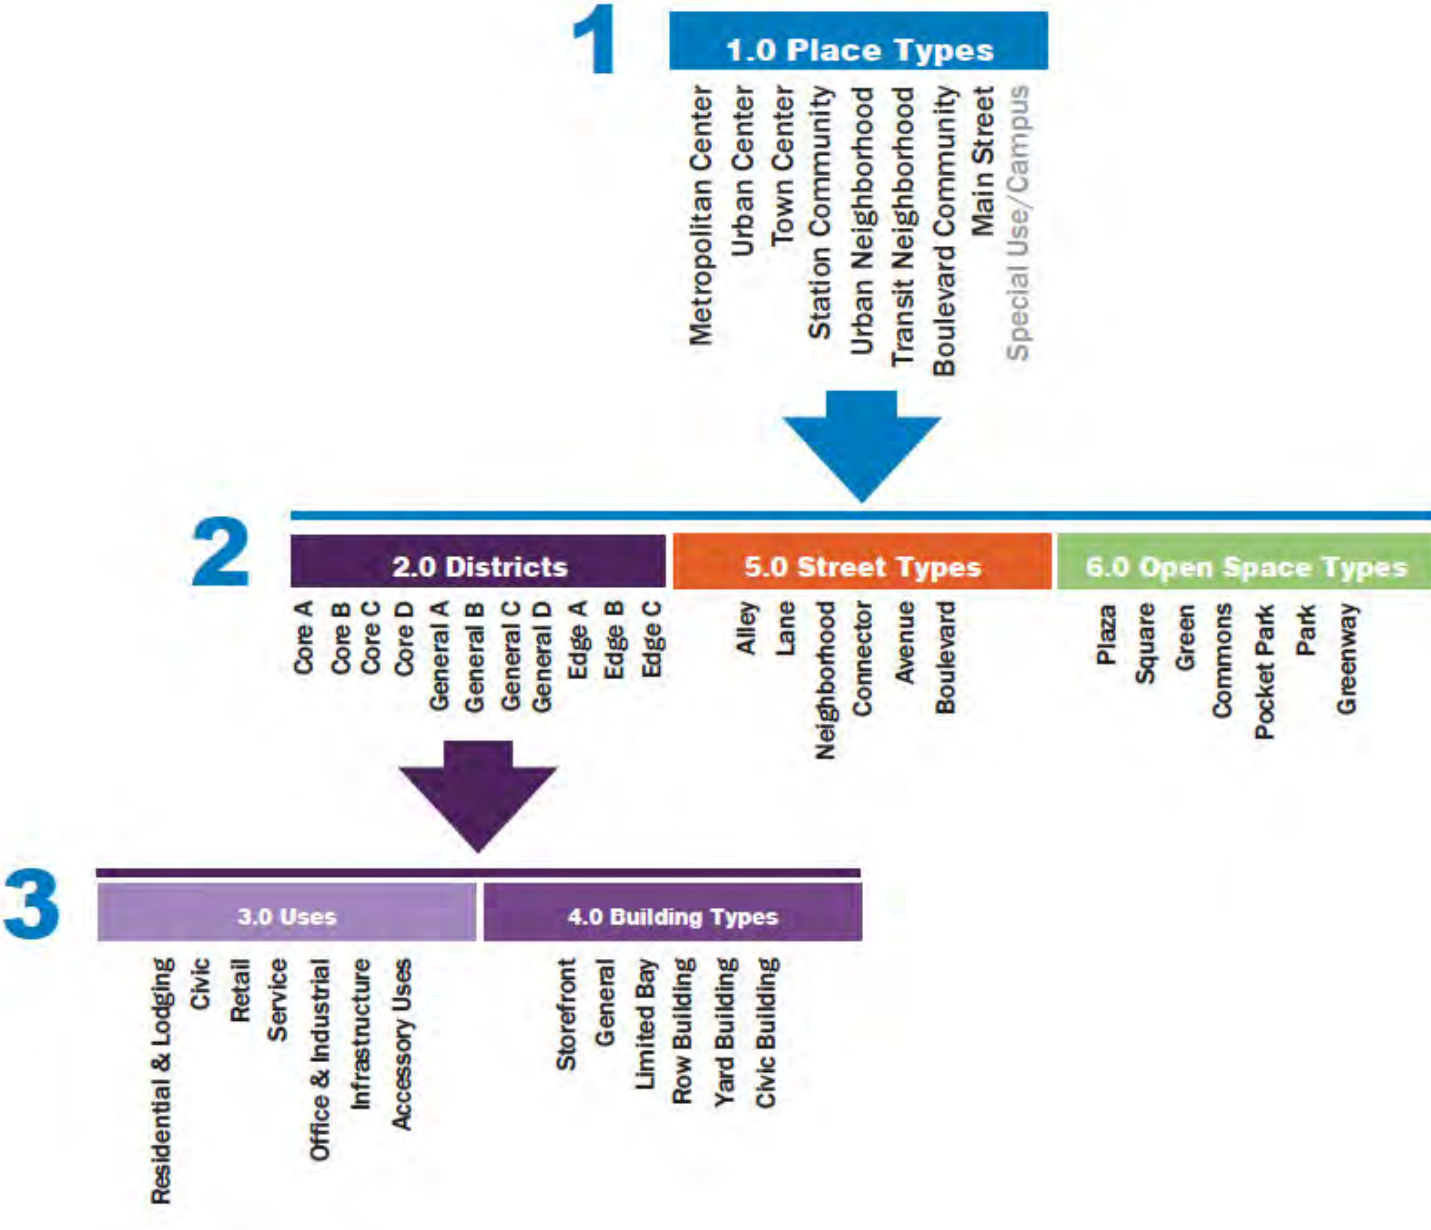 1
1.0 Place Types
Metropolitan Center
Urban Center
Town Center
Station Community
Urban Neighborhood
Transit Neighborhood
Boulevard Community
Main Street
Special Use/Campus
2
2.0 Districts
Core A
Core B
Core C
Core D
General A
General B
General C
General D
Edge A
Edge B
Edge C
5.0 Street Types
Alley
Lane
Neighborhood
Connector
Avenue
Boulevard
6.0 Open Space Types
Plaza
Square
Green
Commons
Pocket Park
Park
Greenway
3
3.0 Uses
Residential & Lodging
Civic
Retail
Service
Office & Industrial
Infrastructure
Accessory Uses
4.0 Building Types
Storefront
General
Limited Bay
Row Building
Yard Building
Civic Building